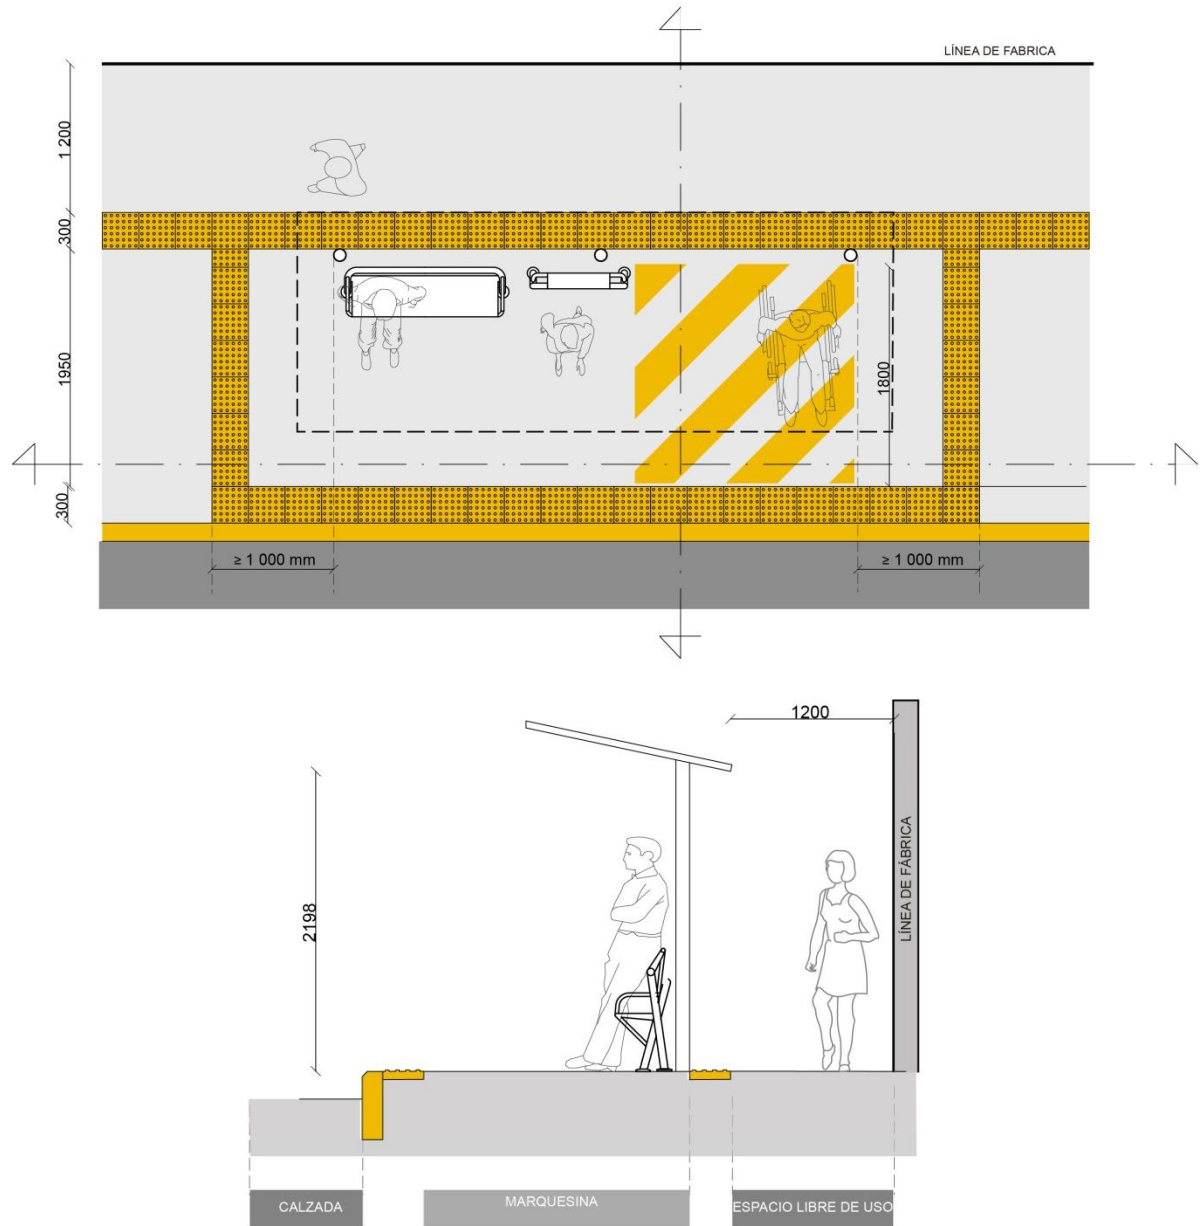 LÍNEA DE FABRICA
1 200
300
1950
1800
300
≥ 1 000 mm
≥ 1 000 mm
1200
LÍNEA DE FÁBRICA
2198
CALZADA
MARQUESINA
ESPACIO LIBRE DE USO